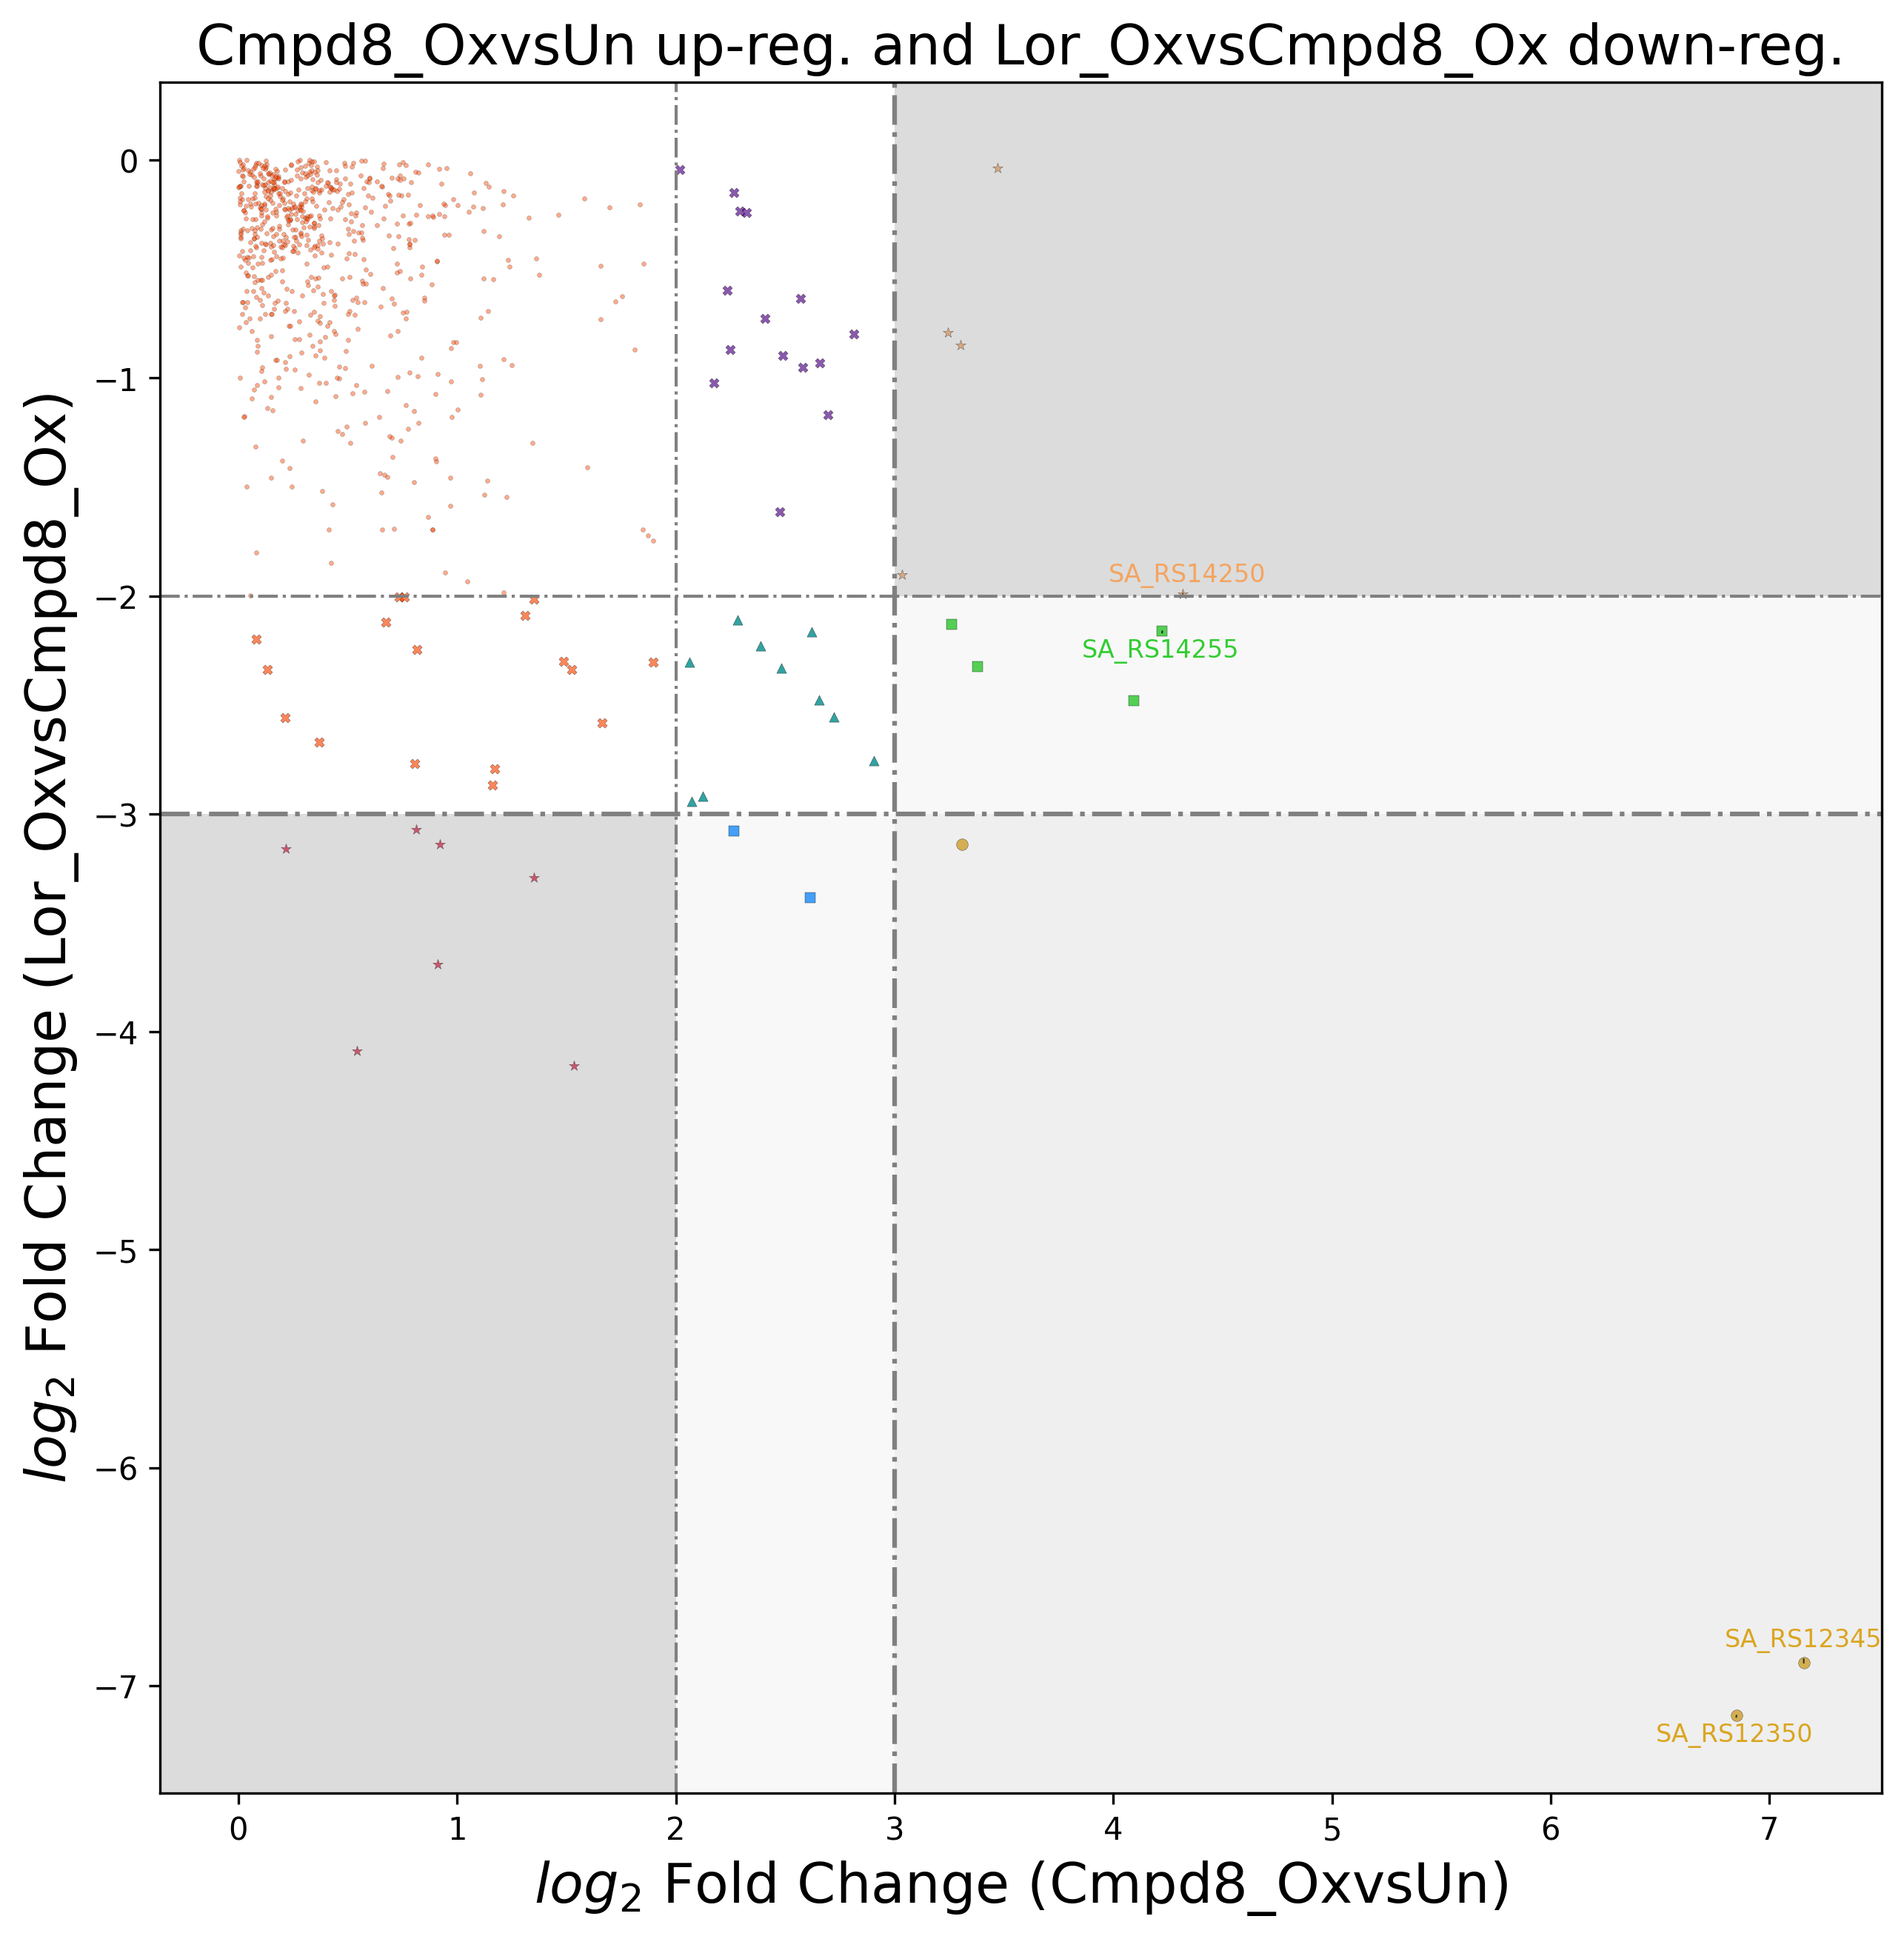 Cmpd8_OxvsUn up-reg. and Lor_OxvsCmpd8_Ox down-reg.
log2 Fold Change (Lor_OxvsCmpd8_Ox)
0
−1
−2
−3
−4
−5
−6
−7
SA_RS14250
SA_RS14255
SA_RS12345
SA_RS12350
0 1 2 3 4 5 6 7
log2 Fold Change (Cmpd8_OxvsUn)